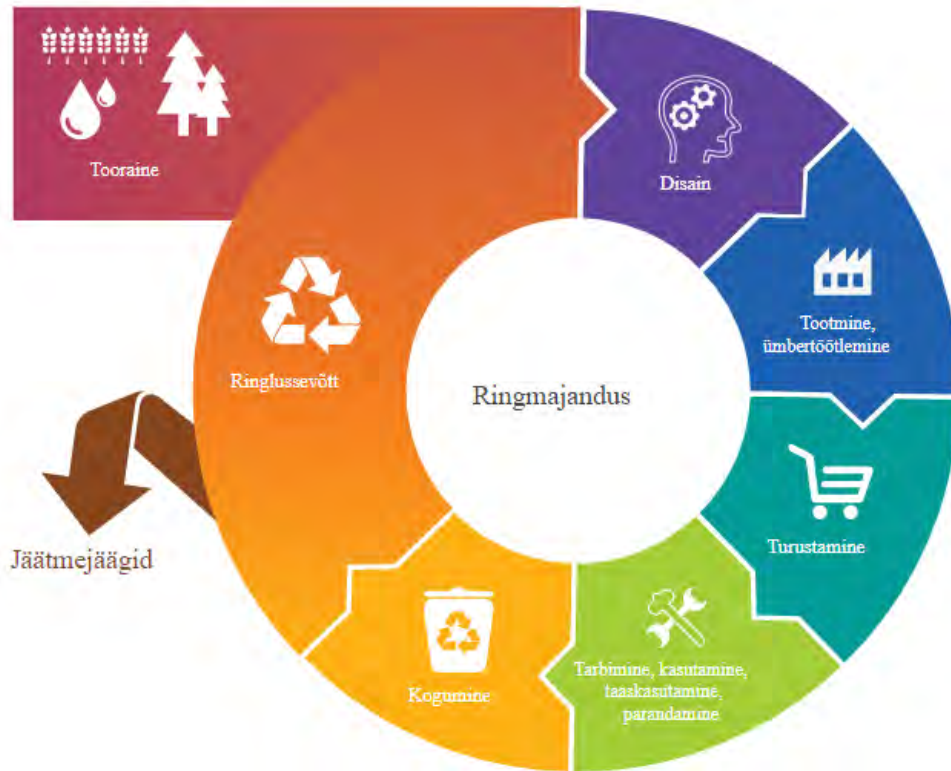 Tooraine
Disain
Tootmine,
ümbertöötlemine
Ringlussevõtt
Ringmajandus
Turustamine
Jäätmejäägid
Tarbimine, kasutamine,
taaskasutamine,
parandamine
Kogumine